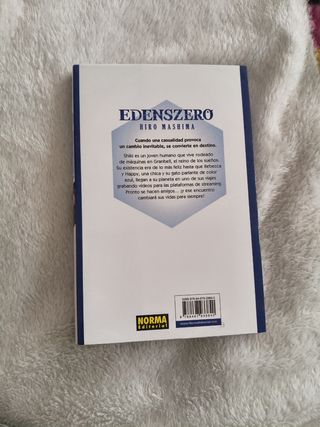 EDENSZERO
HIRO MASHIMA
Cuando una casualidad provoca
un cambio inevitable, se convierte en destino.
Shiki es un joven humano que vive rodeado
de máquinas en Granbell, el reino de los sueños.
Su existencia era de lo más feliz hasta que Rebecca
y Happy, una chica y su gato parlante de color
azul, llegan a su planeta en uno de sus viajes
grabando vídeos para las plataformas de streaming.
Pronto se hacen amigos... ¡y ese encuentro
cambiará sus vidas para siempre!
NORMA
Editorial